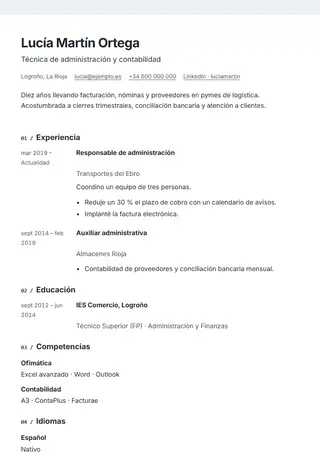 Lucía Martín Ortega
Técnica de administración y contabilidad
Logroño, La Rioja lucia@ejemplo.es +34 600 000 000 LinkedIn · luciamartin
Diez años llevando facturación, nóminas y proveedores en pymes de logística.
Acostumbrada a cierres trimestrales, conciliación bancaria y atención a clientes.
01 / Experiencia
mar 2019 – Actualidad
Responsable de administración
Transportes del Ebro
Coordino un equipo de tres personas.
• Reduje un 30 % el plazo de cobro con un calendario de avisos.
• Implanté la factura electrónica.
sept 2014 – feb 2019
Auxiliar administrativa
Almacenes Rioja
• Contabilidad de proveedores y conciliación bancaria mensual.
02 / Educación
sept 2012 – jun 2014
IES Comercio, Logroño
Técnico Superior (FP) · Administración y Finanzas
03 / Competencias
Ofimática
Excel avanzado · Word · Outlook
Contabilidad
A3 · ContaPlus · Facturae
04 / Idiomas
Español
Nativo